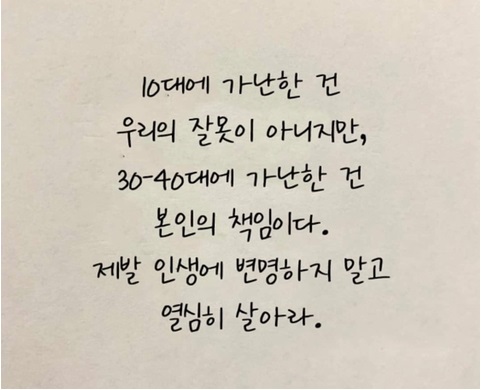 10대에 가난한 건
우리의 잘못이 아니지만,
30-40대에 가난한 건
본인의 책임이다.
제발 인생에 변명하지 말고
열심히 살아라.